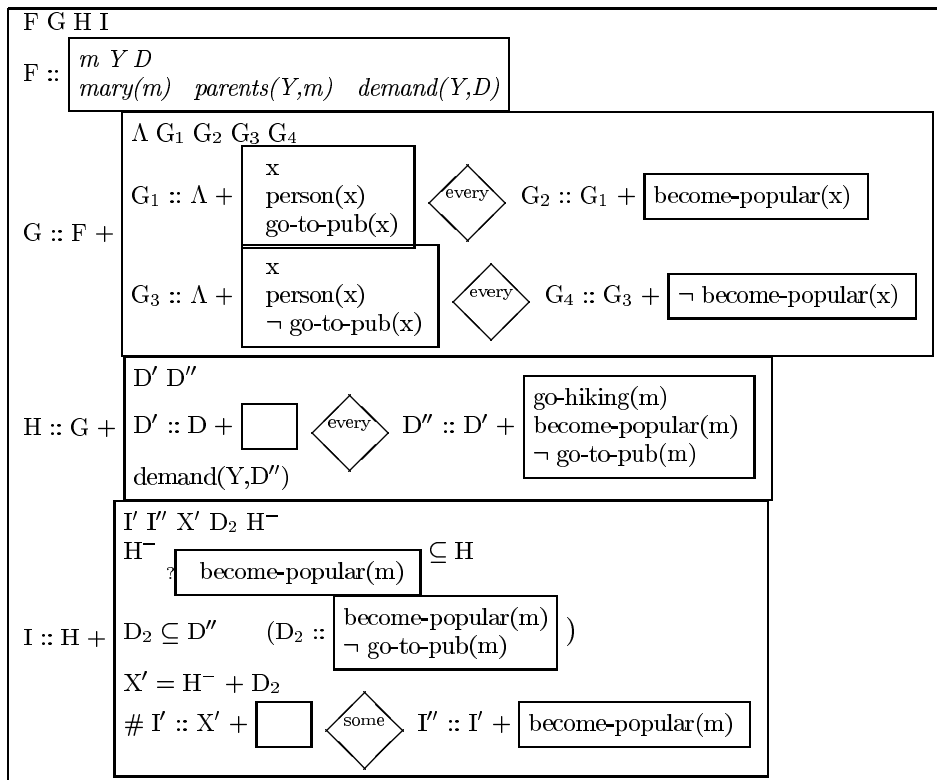 F G H I
F :: m Y D
mary(m) parents(Y,m) demand(Y,D)
G :: F +
Λ G₁ G₂ G₃ G₄
G₁ :: Λ +
x
person(x)
go-to-pub(x)
every
G₂ :: G₁ + become-popular(x)
G₃ :: Λ +
x
person(x)
¬ go-to-pub(x)
every
G₄ :: G₃ + ¬ become-popular(x)
H :: G +
D′ D″
D′ :: D +
every
D″ :: D′ +
go-hiking(m)
become-popular(m)
¬ go-to-pub(m)
demand(Y,D″)
I :: H +
I′ I″ X′ D₂ H⁻
H⁻ ? become-popular(m) ⊆ H
D₂ ⊆ D″ (D₂ ::
become-popular(m)
¬ go-to-pub(m)
)
X′ = H⁻ + D₂
# I′ :: X′ +
some
I″ :: I′ + become-popular(m)